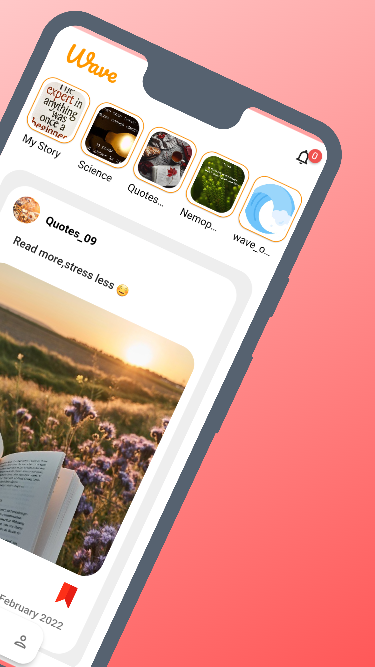 Wave
0
THE
expert in
anything
was
once a
beginner
My Story
Science
Quotes...
Nemop...
wave_o...
Quotes_09
Read more,stress less 😄
February 2022